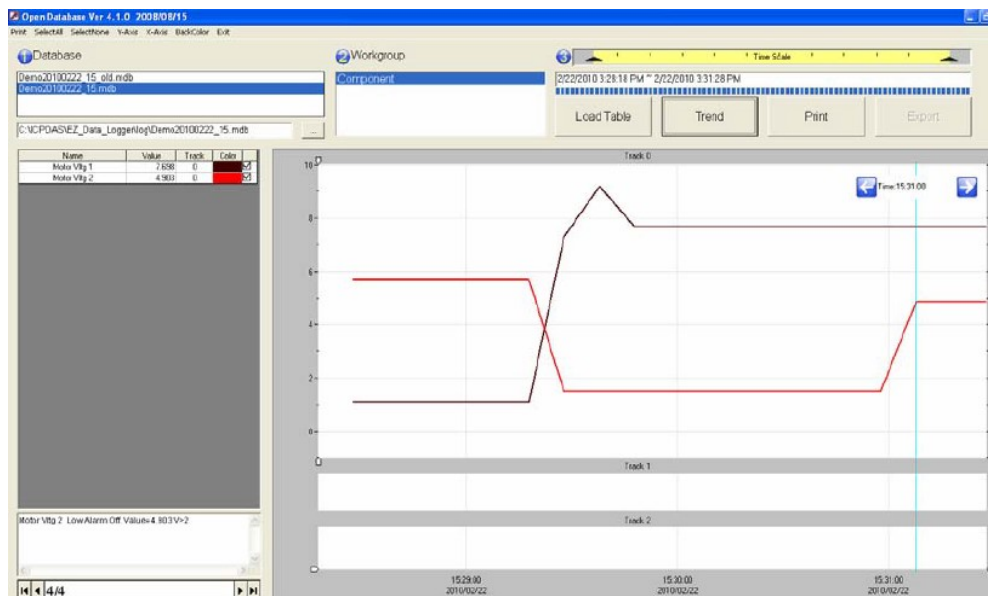 Open Database Ver 4.1.0 2008/08/15
Print SelectAll SelectNone Y-Axis X-Axis BackColor Exit
1 Database
Demo20100222_15_old.mdb
Demo20100222_15.mdb
C:\ICPDAS\EZ_Data_Logger\log\Demo20100222_15.mdb
...
2 Workgroup
Component
3
Time Scale
2/22/2010 3:28:18 PM ~ 2/22/2010 3:31:28 PM
Load Table Trend Print Export
Name Value Track Color
Motor Vltg 1 7.698 0
Motor Vltg 2 4.903 0
Track 0
Time:15:31:00
10
8
6
4
2
0
Track 1
Track 2
15:29:00 15:30:00 15:31:00
2010/02/22 2010/02/22 2010/02/22
Motor Vltg 2 Low Alarm Off. Value=4.903 V>2
4/4